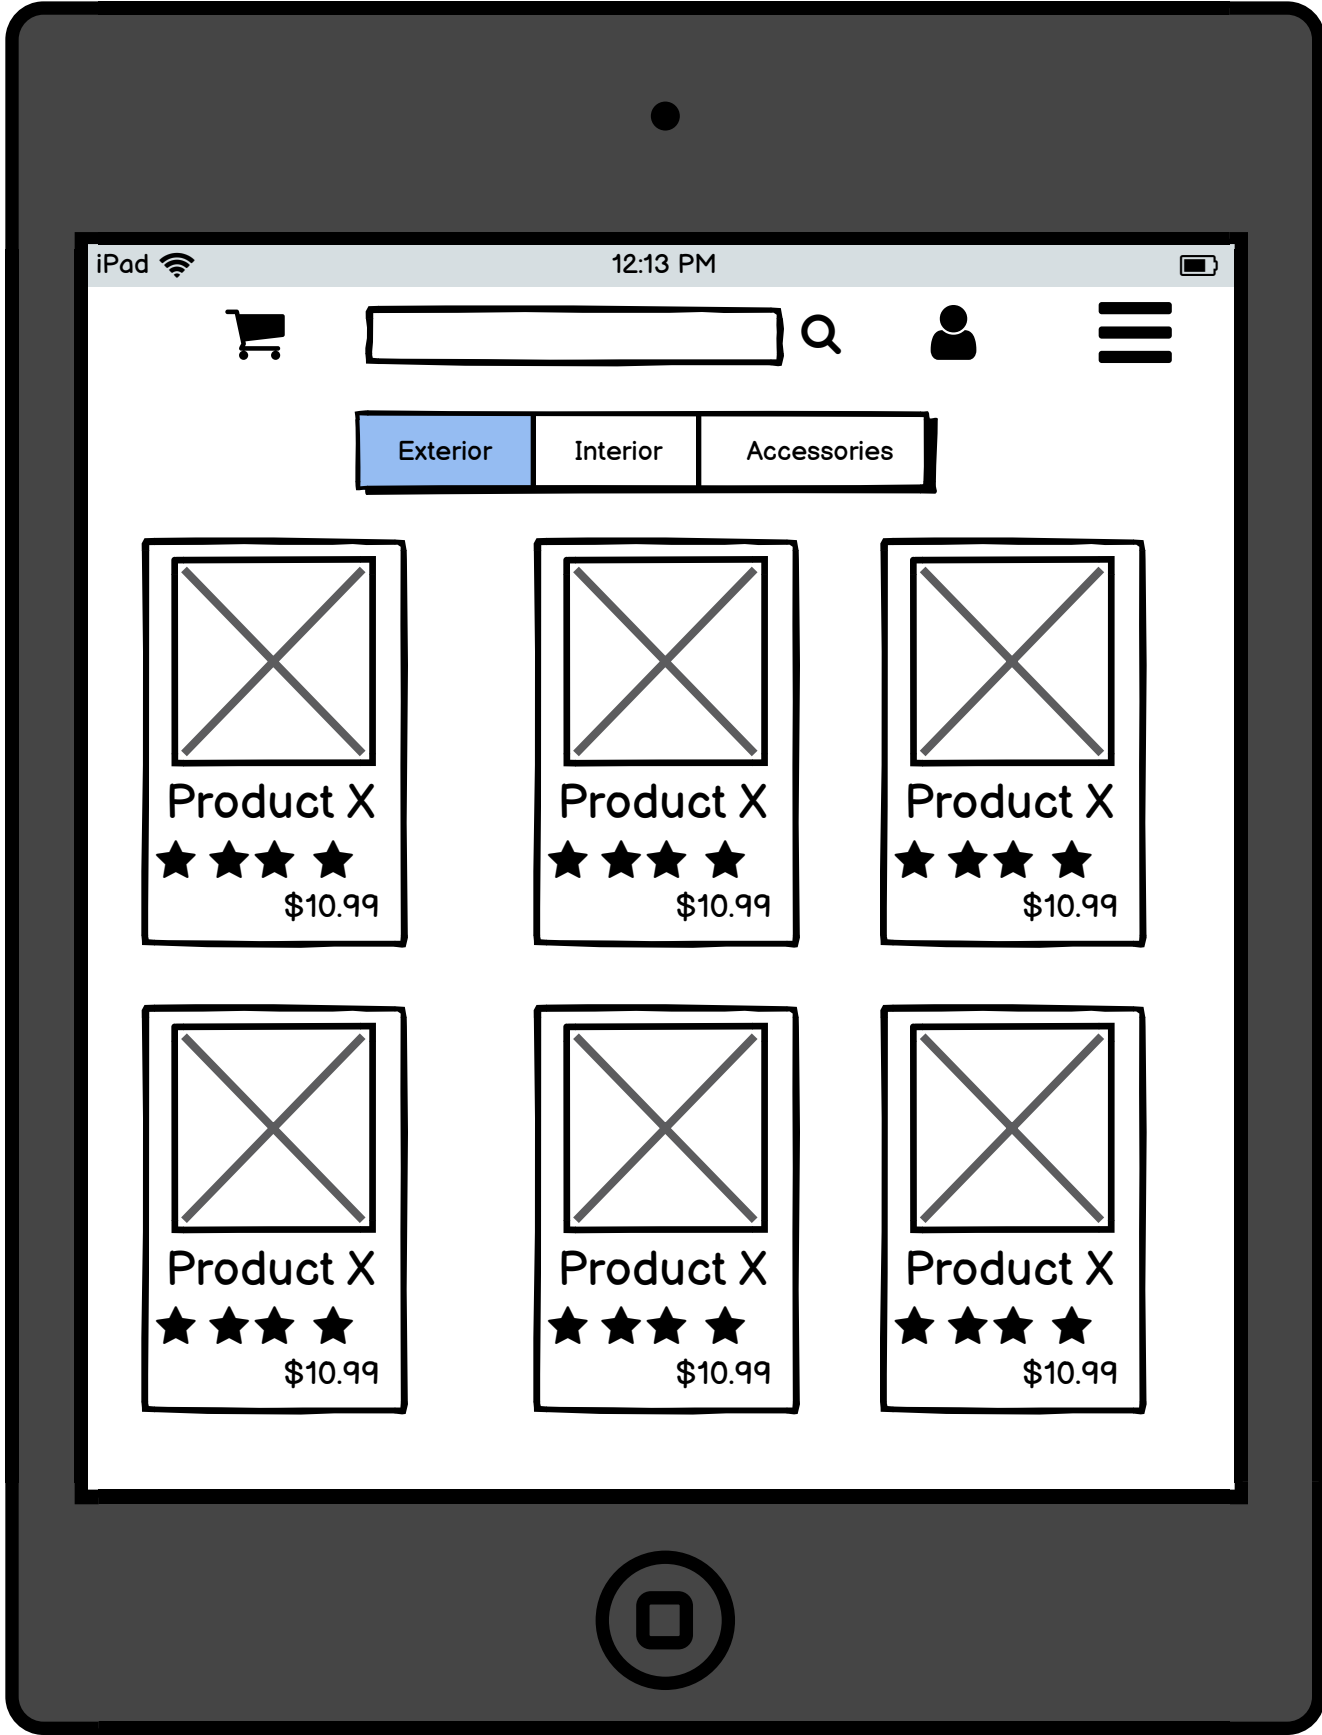 iPad 12:13 PM
Exterior Interior Accessories
Product X Product X Product X
$10.99 $10.99 $10.99
Product X Product X Product X
$10.99 $10.99 $10.99